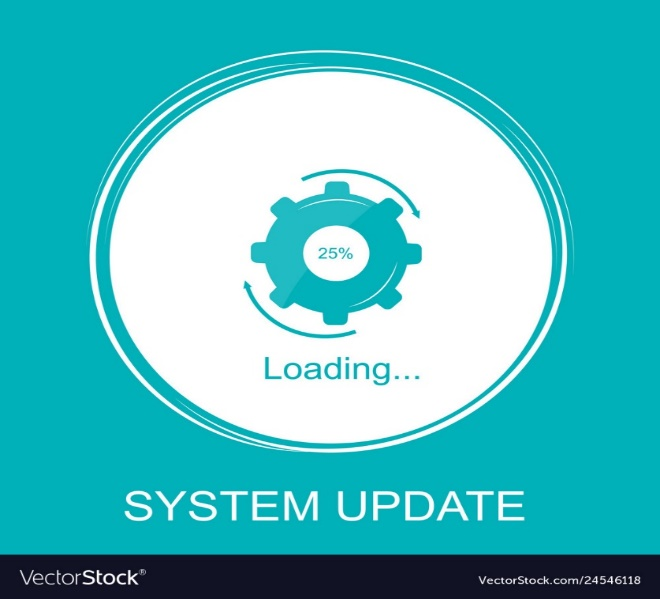 25%
Loading...
SYSTEM UPDATE
VectorStock®
VectorStock.com/24546118